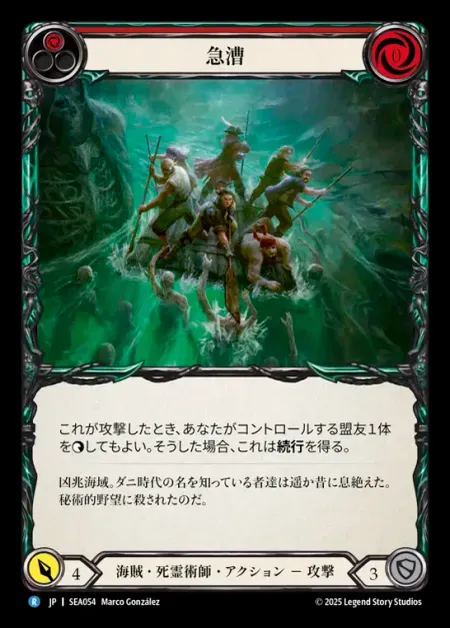 急漕
0
これが攻撃したとき、あなたがコントロールする盟友1体
をしてもよい。そうした場合、これは続行を得る。
凶兆海域。ダニ時代の名を知っている者達は遥か昔に息絶えた。
秘術的野望に殺されたのだ。
4
海賊・死霊術師・アクション － 攻撃
3
R JP | SEA054 Marco González
© 2025 Legend Story Studios